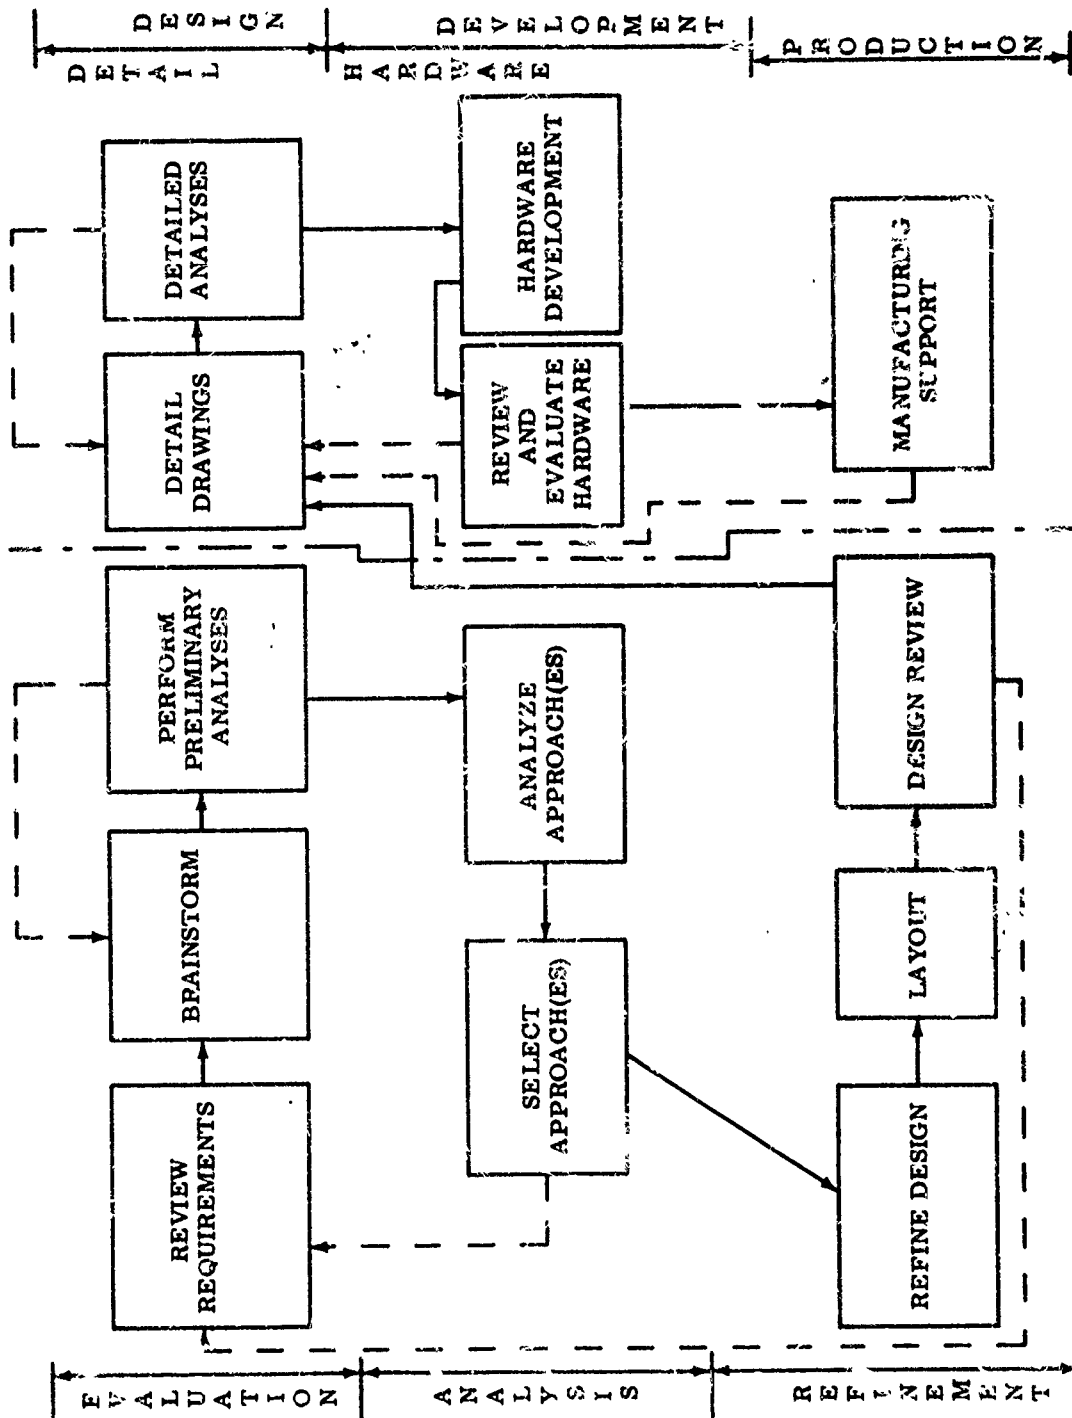 EVALUATION
ANALYSIS
REFINEMENT
REVIEW
REQUIREMENTS
BRAINSTORM
PERFORM
PRELIMINARY
ANALYSES
ANALYZE
APPROACH(ES)
SELECT
APPROACH(ES)
REFINE DESIGN
LAYOUT
DESIGN REVIEW
DETAIL
DRAWINGS
DETAILED
ANALYSES
HARDWARE
DEVELOPMENT
REVIEW
AND
EVALUATE
HARDWARE
MANUFACTURING
SUPPORT
DETAIL
DESIGN
HARDWARE
DEVELOPMENT
PRODUCTION